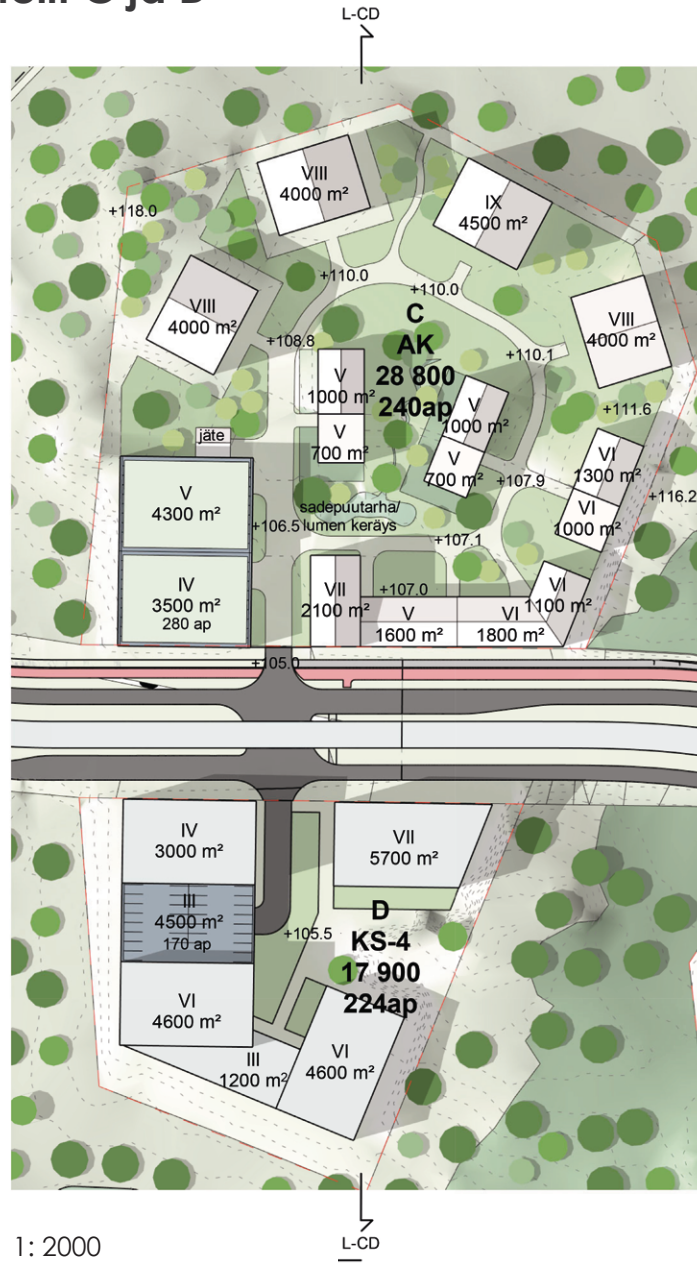 C ja D
L-CD
VIII
4000 m²
IX
4500 m²
+118.0
+110.0
+110.0
VIII
4000 m²
C
AK
28 800
240ap
VIII
4000 m²
+108.8
+110.1
V
1000 m²
V
700 m²
V
1000 m²
V
700 m²
+111.6
jäte
VI
1300 m²
+107.9
+116.2
V
4300 m²
sadepuutarha/
lumen keräys
VI
1000 m²
+106.5
+107.1
IV
3500 m²
280 ap
VII
2100 m²
+107.0
V
1600 m²
VI
1800 m²
VI
1100 m²
+105.0
IV
3000 m²
VII
5700 m²
III
4500 m²
170 ap
+105.5
D
KS-4
17 900
224ap
VI
4600 m²
III
1200 m²
VI
4600 m²
L-CD
1: 2000